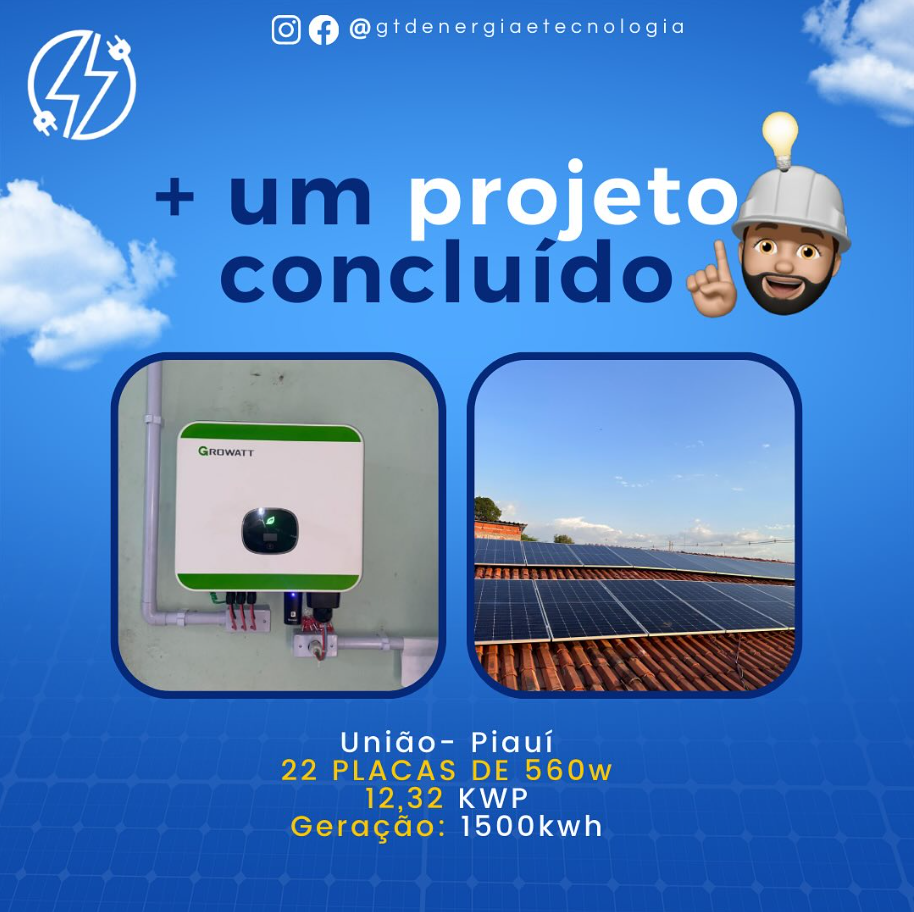 @gtdenergiaetecnologia
+ um projeto
concluído
GROWATT
União- Piauí
22 PLACAS DE 560w
12,32 KWP
Geração: 1500kwh